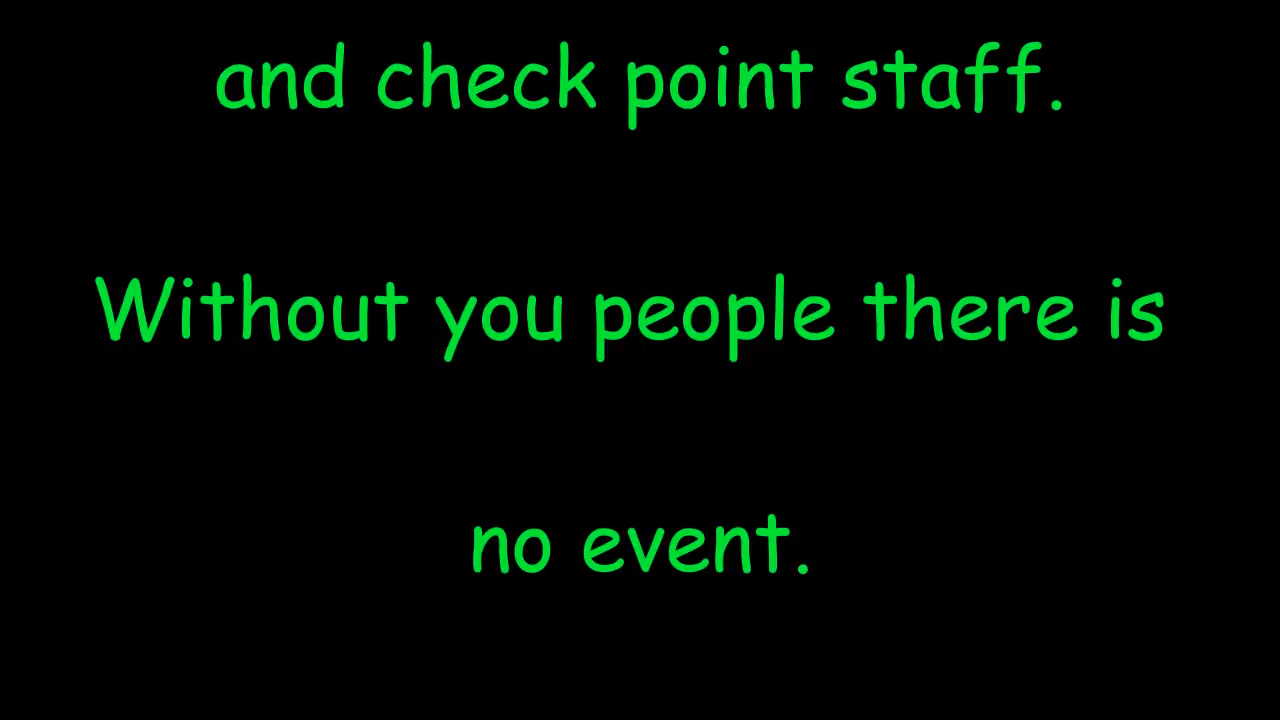 and check point staff.
Without you people there is
no event.